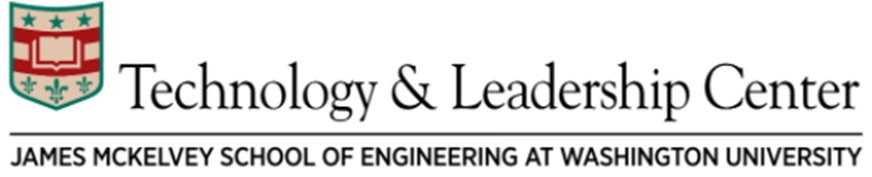 Technology & Leadership Center
JAMES MCKELVEY SCHOOL OF ENGINEERING AT WASHINGTON UNIVERSITY